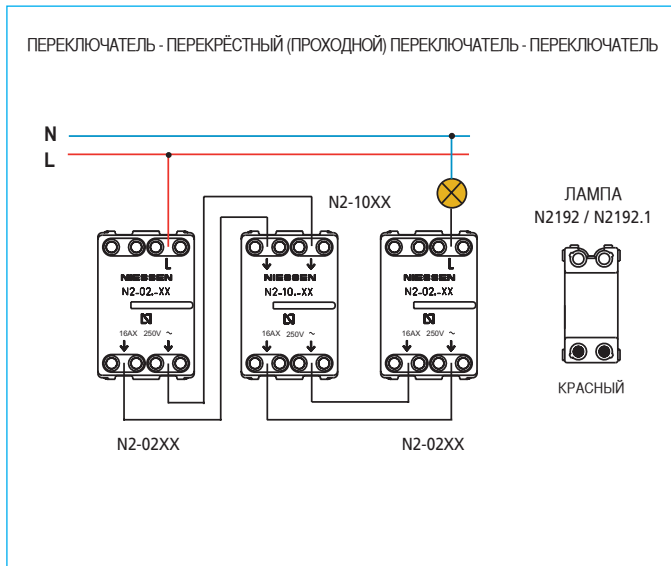 ПЕРЕКЛЮЧАТЕЛЬ - ПЕРЕКРЁСТНЫЙ (ПРОХОДНОЙ) ПЕРЕКЛЮЧАТЕЛЬ - ПЕРЕКЛЮЧАТЕЛЬ
N
L
N2-10XX
ЛАМПА
N2192 / N2192.1
L
NIESSEN
N2-02.-XX
16AX 250V ~
NIESSEN
N2-10.-XX
16AX 250V ~
L
NIESSEN
N2-02.-XX
16AX 250V ~
КРАСНЫЙ
N2-02XX
N2-02XX